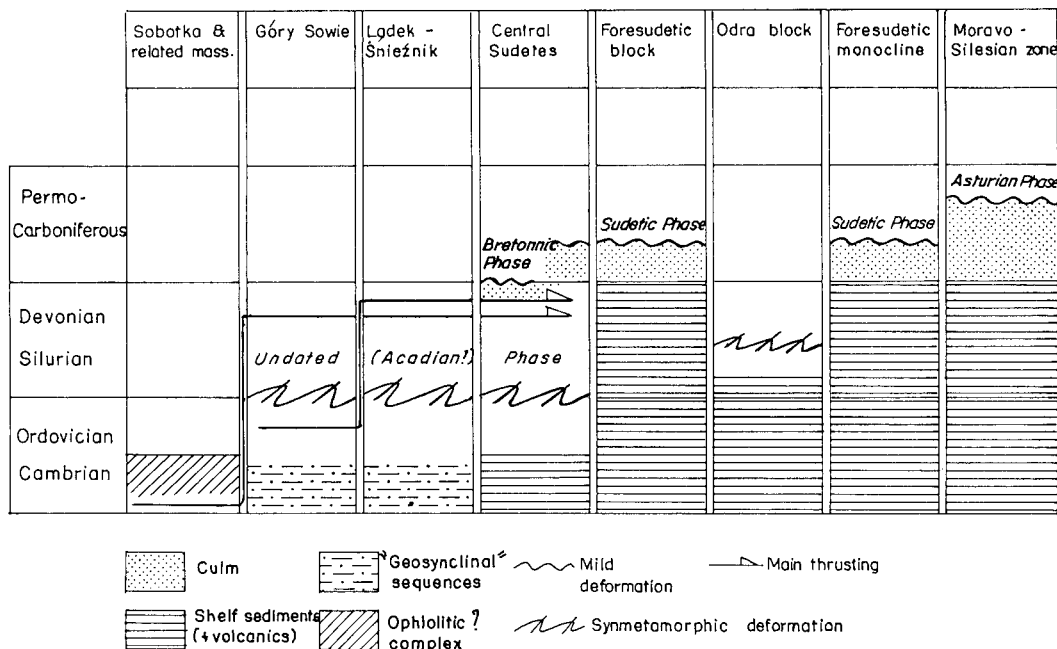 Sobotka &
related mass.
Góry Sowie
Lądek -
Śnieźnik
Central
Sudetes
Foresudetic
block
Odra block
Foresudetic
monocline
Moravo -
Silesian zone
Permo-
Carboniferous
Asturian Phase
Sudetic Phase
Sudetic Phase
Bretonnic
Phase
Devonian
Silurian
Undated
(Acadian!)
Phase
Ordovician
Cambrian
Culm
"Geosynclinal"
sequences
Mild
deformation
Main thrusting
Shelf sediments
(+ volcanics)
Ophiolitic ?
complex
Synmetamorphic deformation